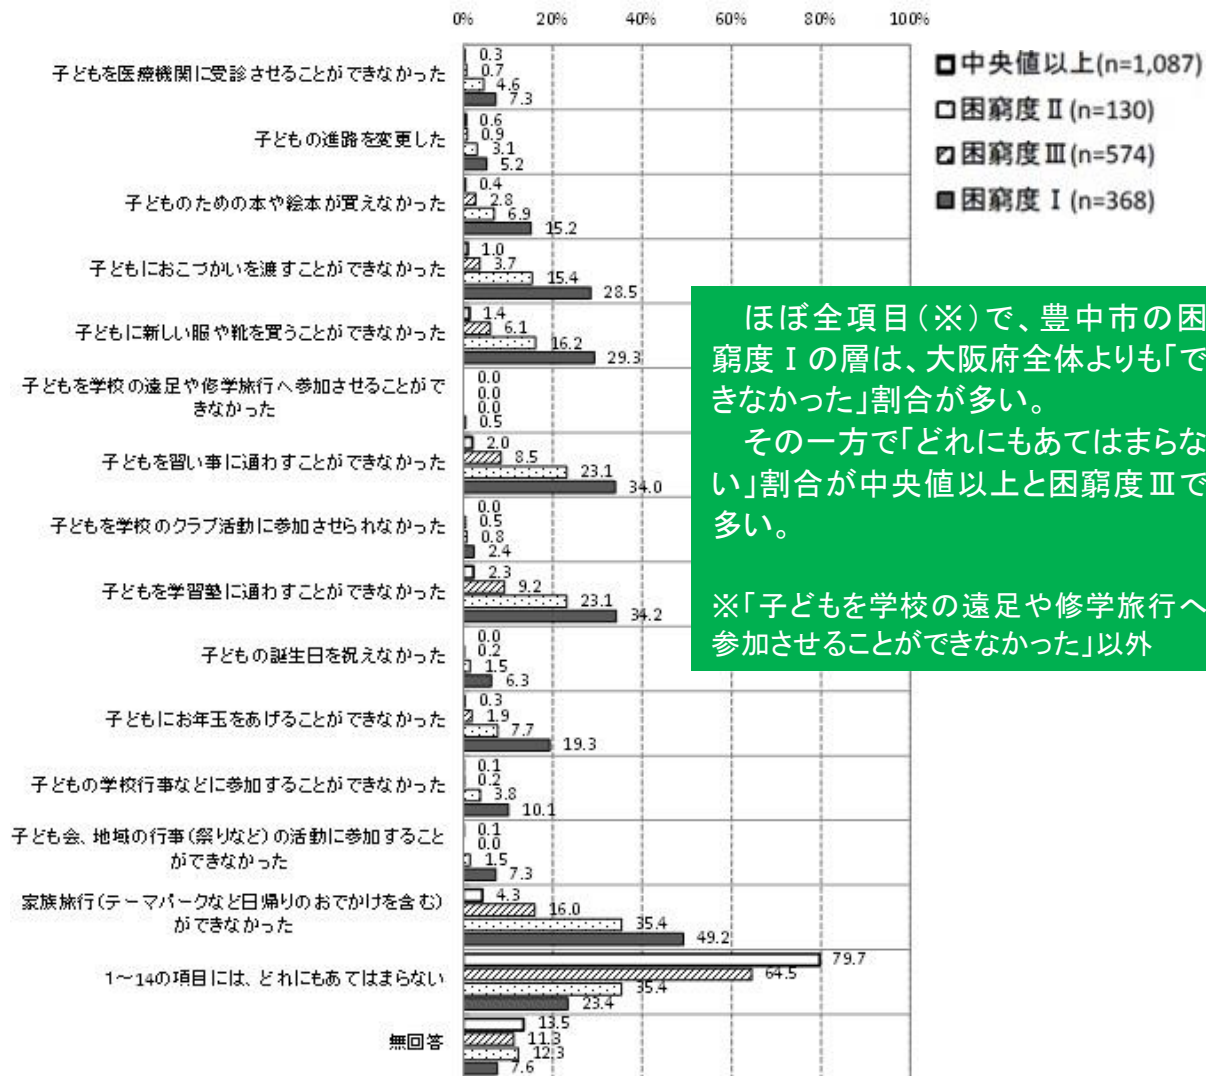 0% 20% 40% 60% 80% 100%
中央値以上(n=1,087)
困窮度Ⅱ(n=130)
困窮度Ⅲ(n=574)
困窮度Ⅰ(n=368)
子どもを医療機関に受診させることができなかった
0.3
0.7
4.6
7.3
子どもの進路を変更した
0.6
0.9
3.1
5.2
子どものための本や絵本が買えなかった
0.4
2.8
6.9
15.2
子どもにおこづかいを渡すことができなかった
1.0
3.7
15.4
28.5
子どもに新しい服や靴を買うことができなかった
1.4
6.1
16.2
29.3
子どもを学校の遠足や修学旅行へ参加させることがで
きなかった
0.0
0.0
0.0
0.5
子どもを習い事に通わすことができなかった
2.0
8.5
23.1
34.0
子どもを学校のクラブ活動に参加させられなかった
0.0
0.5
0.8
2.4
子どもを学習塾に通わすことができなかった
2.3
9.2
23.1
34.2
子どもの誕生日を祝えなかった
0.0
0.2
1.5
6.3
子どもにお年玉をあげることができなかった
0.3
1.9
7.7
19.3
子どもの学校行事などに参加することができなかった
0.1
0.2
3.8
10.1
子ども会、地域の行事(祭りなど)の活動に参加すること
ができなかった
0.1
0.0
1.5
7.3
家族旅行(テーマパークなど日帰りのおでかけを含む)
ができなかった
4.3
16.0
35.4
49.2
1～14の項目には、どれにもあてはまらない
79.7
64.5
35.4
23.4
無回答
13.5
11.3
12.3
7.6
ほぼ全項目(※)で、豊中市の困
窮度Ⅰの層は、大阪府全体よりも「で
きなかった」割合が多い。
その一方で「どれにもあてはまらな
い」割合が中央値以上と困窮度Ⅲで
多い。
※「子どもを学校の遠足や修学旅行へ
参加させることができなかった」以外